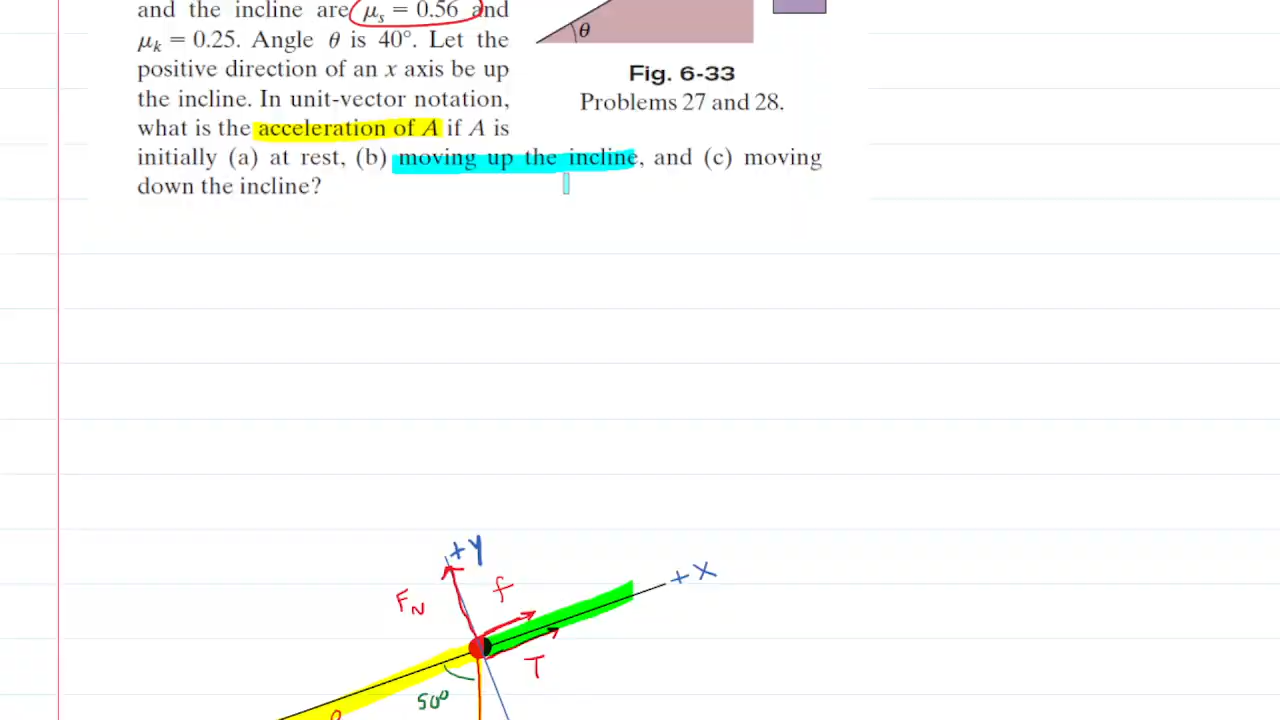 and the incline are μs = 0.56 and
μk = 0.25. Angle θ is 40°. Let the
positive direction of an x axis be up
the incline. In unit-vector notation,
what is the acceleration of A if A is
initially (a) at rest, (b) moving up the incline, and (c) moving
down the incline?
θ
Fig. 6-33
Problems 27 and 28.
+Y
+X
f
FN
T
50°